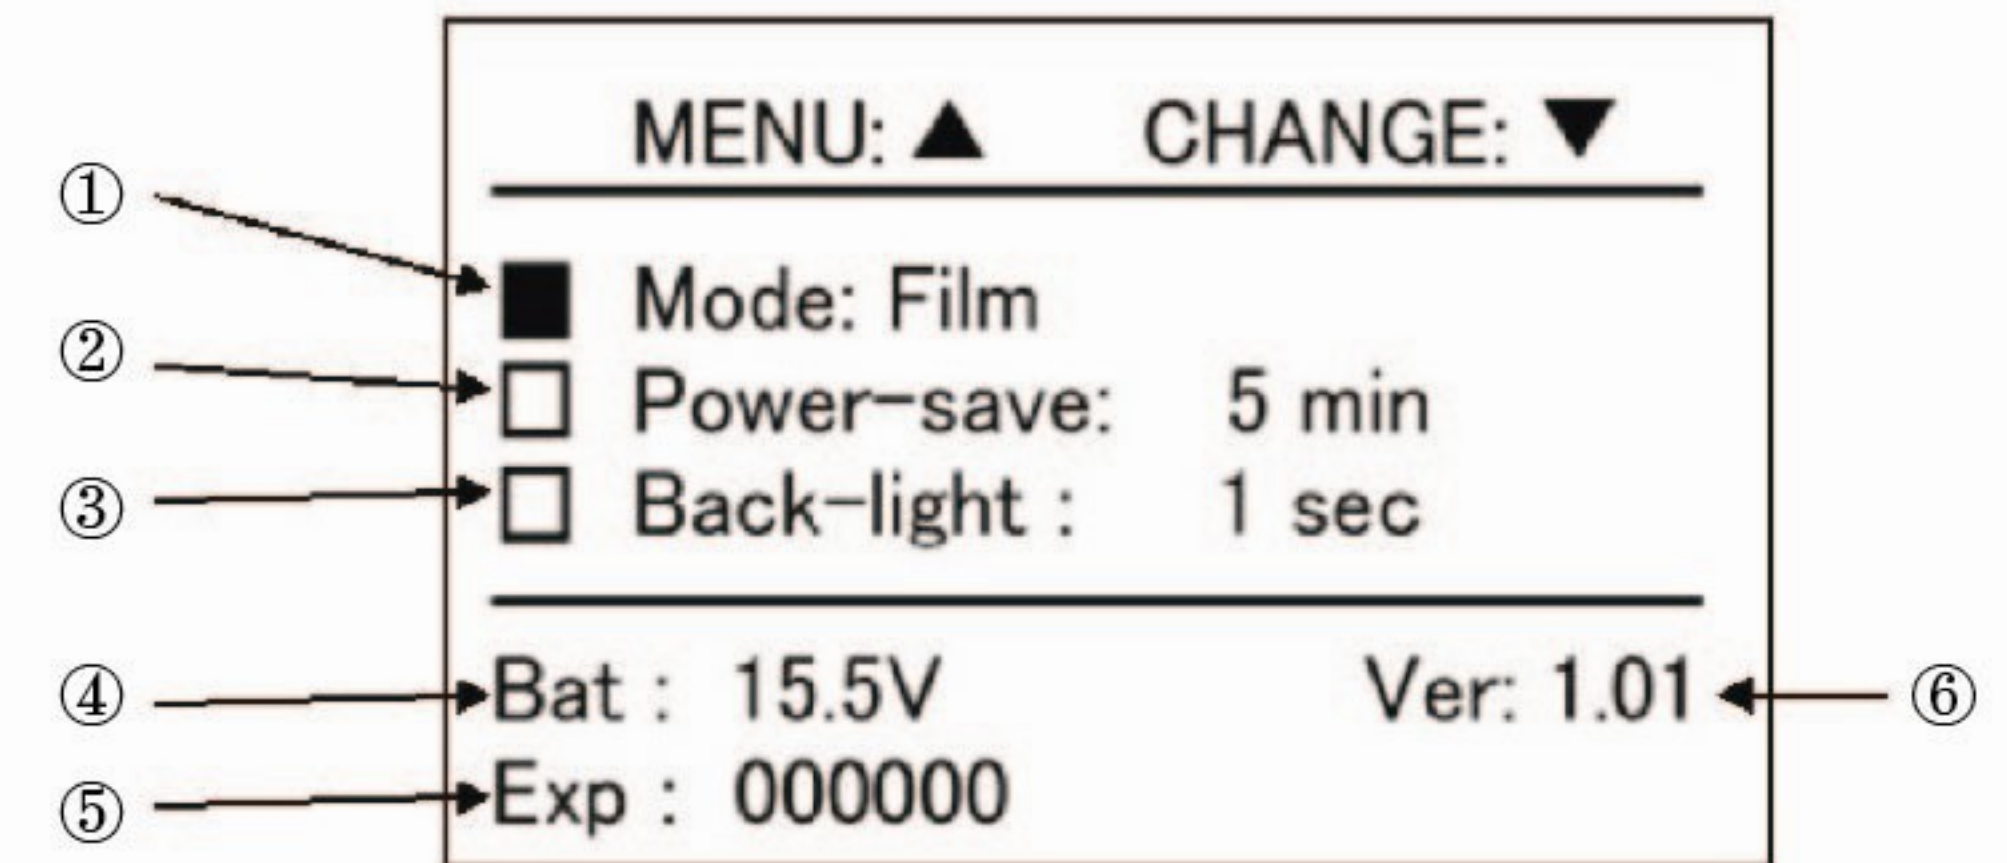 MENU: ▲ CHANGE: ▼
① ■ Mode: Film
② □ Power-save: 5 min
③ □ Back-light : 1 sec
④ Bat : 15.5V Ver: 1.01 ⑥
⑤ Exp : 000000